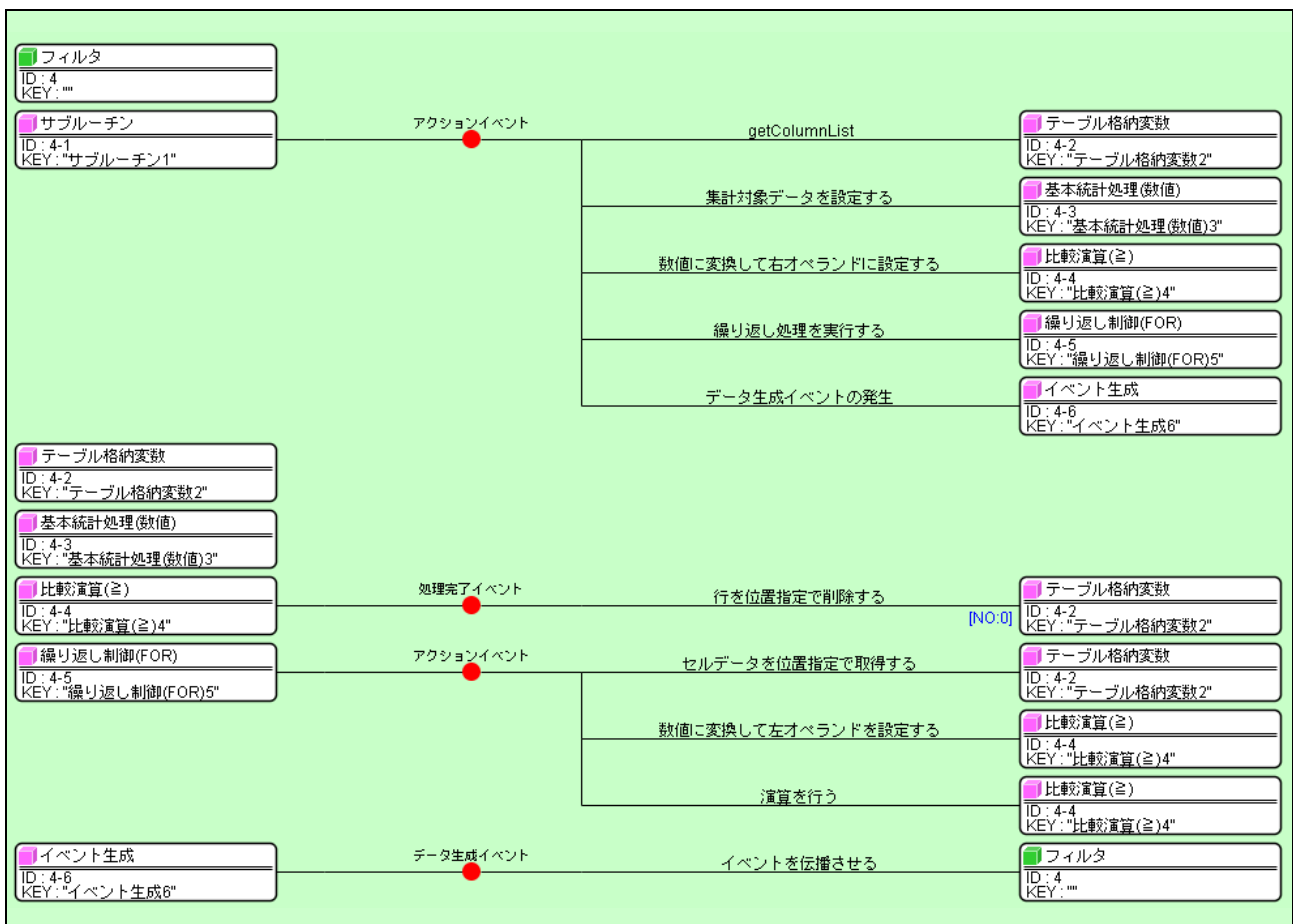 フィルタ
ID : 4
KEY : ""
サブルーチン
ID : 4-1
KEY : "サブルーチン1"
アクションイベント
getColumnList
テーブル格納変数
ID : 4-2
KEY : "テーブル格納変数2"
集計対象データを設定する
基本統計処理(数値)
ID : 4-3
KEY : "基本統計処理(数値)3"
数値に変換して右オペランドに設定する
比較演算(≧)
ID : 4-4
KEY : "比較演算(≧)4"
繰り返し処理を実行する
繰り返し制御(FOR)
ID : 4-5
KEY : "繰り返し制御(FOR)5"
データ生成イベントの発生
イベント生成
ID : 4-6
KEY : "イベント生成6"
テーブル格納変数
ID : 4-2
KEY : "テーブル格納変数2"
基本統計処理(数値)
ID : 4-3
KEY : "基本統計処理(数値)3"
比較演算(≧)
ID : 4-4
KEY : "比較演算(≧)4"
処理完了イベント
行を位置指定で削除する
[NO:0]
テーブル格納変数
ID : 4-2
KEY : "テーブル格納変数2"
繰り返し制御(FOR)
ID : 4-5
KEY : "繰り返し制御(FOR)5"
アクションイベント
セルデータを位置指定で取得する
テーブル格納変数
ID : 4-2
KEY : "テーブル格納変数2"
数値に変換して左オペランドを設定する
比較演算(≧)
ID : 4-4
KEY : "比較演算(≧)4"
演算を行う
比較演算(≧)
ID : 4-4
KEY : "比較演算(≧)4"
イベント生成
ID : 4-6
KEY : "イベント生成6"
データ生成イベント
イベントを伝播させる
フィルタ
ID : 4
KEY : ""